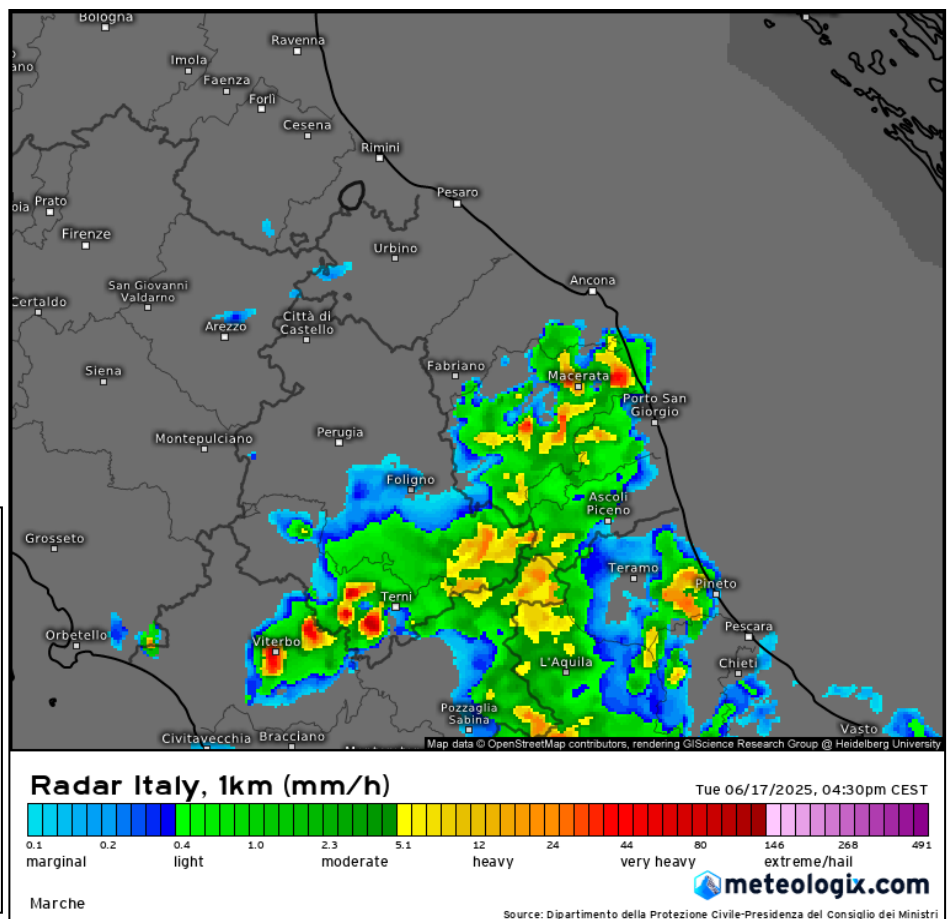 Bologna
Ravenna
Imola
ano
Faenza
Forlì
Cesena
Rimini
Pesaro
oia Prato
Firenze
Urbino
San Giovanni
Valdarno
Certaldo
Ancona
Arezzo
Città di
Castello
Siena
Fabriano
Macerata
Porto San
Giorgio
Montepulciano
Perugia
Foligno
Ascoli
Piceno
Grosseto
Teramo
Pineto
Terni
Orbetello
Viterbo
Pescara
L'Aquila
Chieti
Pozzaglia
Sabina
Civitavecchia
Bracciano
Vasto
Map data © OpenStreetMap contributors, rendering GIScience Research Group @ Heidelberg University
Radar Italy, 1km (mm/h)
Tue 06/17/2025, 04:30pm CEST
0.1 0.2 0.4 1.0 2.3 5.1 12 24 44 80 146 268 491
marginal light moderate heavy very heavy extreme/hail
meteologix.com
Marche
Source: Dipartimento della Protezione Civile-Presidenza del Consiglio dei Ministri